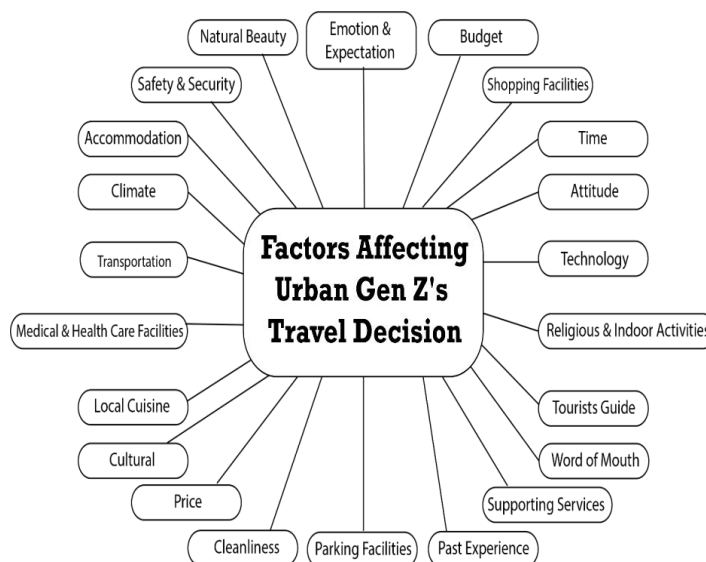 Emotion &
Expectation
Natural Beauty
Budget
Safety & Security
Shopping Facilities
Accommodation
Time
Climate
Attitude
Factors Affecting
Urban Gen Z's
Travel Decision
Transportation
Technology
Medical & Health Care Facilities
Religious & Indoor Activities
Local Cuisine
Tourists Guide
Cultural
Word of Mouth
Price
Supporting Services
Cleanliness
Parking Facilities
Past Experience